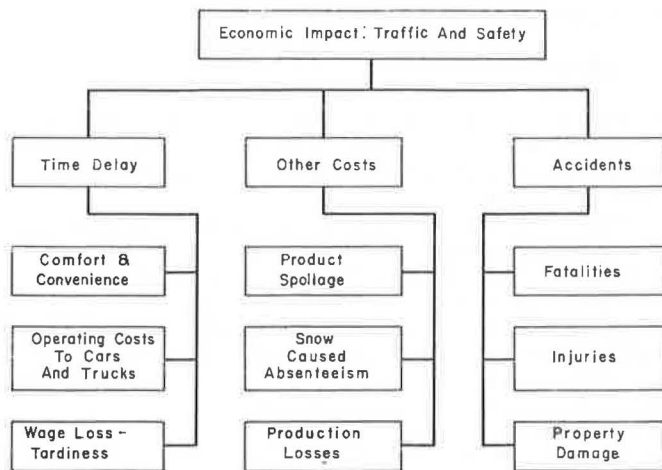 Economic Impact: Traffic And Safety
Time Delay
Other Costs
Accidents
Comfort &
Convenience
Product
Spoilage
Fatalities
Operating Costs
To Cars
And Trucks
Snow
Caused
Absenteeism
Injuries
Wage Loss -
Tardiness
Production
Losses
Property
Damage